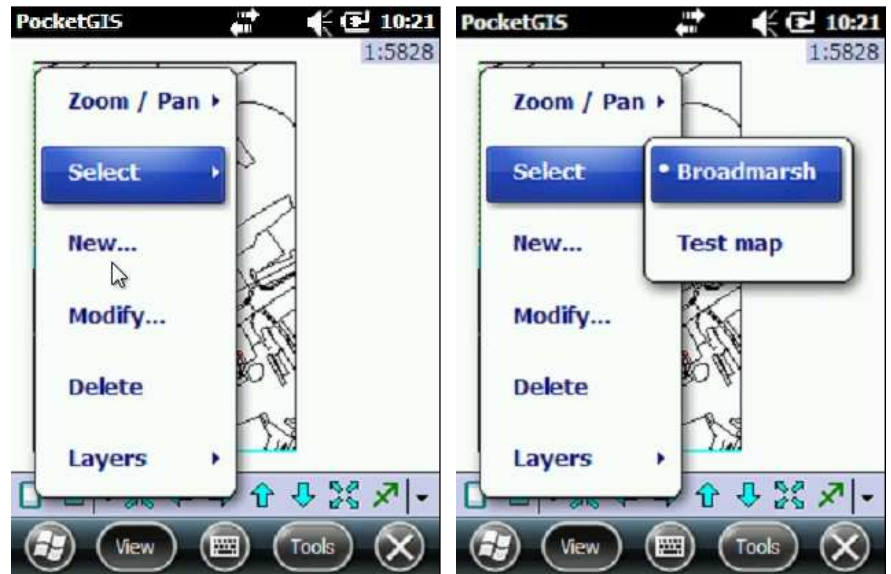 PocketGIS 10:21
1:5828
Zoom / Pan
Select
New...
Modify...
Delete
Layers
View Tools
PocketGIS 10:21
1:5828
Zoom / Pan
Select
• Broadmarsh
New...
Test map
Modify...
Delete
Layers
View Tools